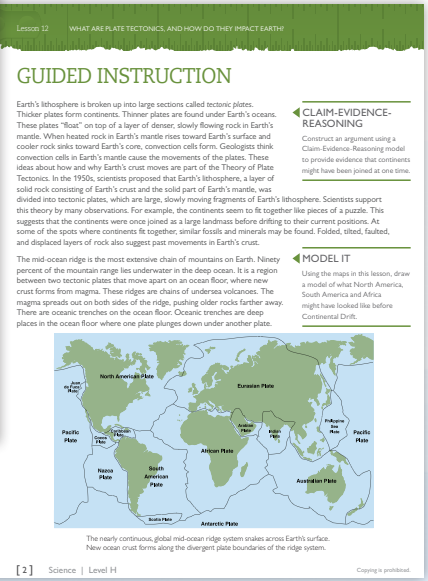 Lesson 12 WHAT ARE PLATE TECTONICS, AND HOW DO THEY IMPACT EARTH?
GUIDED INSTRUCTION
Earth's lithosphere is broken up into large sections called tectonic plates.
Thicker plates form continents. Thinner plates are found under Earth's oceans.
These plates "float" on top of a layer of denser, slowly flowing rock in Earth's
mantle. When heated rock in Earth's mantle rises toward Earth's surface and
cooler rock sinks toward Earth's core, convection cells form. Geologists think
convection cells in Earth's mantle cause the movements of the plates. These
ideas about how and why Earth's crust moves are part of the Theory of Plate
Tectonics. In the 1950s, scientists proposed that Earth's lithosphere, a layer of
solid rock consisting of Earth's crust and the solid part of Earth's mantle, was
divided into tectonic plates, which are large, slowly moving fragments of Earth's lithosphere. Scientists support
this theory by many observations. For example, the continents seem to fit together like pieces of a puzzle. This
suggests that the continents were once joined as a large landmass before drifting to their current positions. At
some of the spots where continents fit together, similar fossils and minerals may be found. Folded, tilted, faulted,
and displaced layers of rock also suggest past movements in Earth's crust.
CLAIM-EVIDENCE-
REASONING
Construct an argument using a
Claim-Evidence-Reasoning model
to provide evidence that continents
might have been joined at one time.
The mid-ocean ridge is the most extensive chain of mountains on Earth. Ninety
percent of the mountain range lies underwater in the deep ocean. It is a region
between two tectonic plates that move apart on an ocean floor, where new
crust forms from magma. These ridges are chains of undersea volcanoes. The
magma spreads out on both sides of the ridge, pushing older rocks farther away.
There are oceanic trenches on the ocean floor. Oceanic trenches are deep
places in the ocean floor where one plate plunges down under another plate.
MODEL IT
Using the maps in this lesson, draw
a model of what North America,
South America and Africa
might have looked like before
Continental Drift.
North American Plate
Eurasian Plate
Juan
de Fuca
Plate
Pacific
Plate
Cocos
Plate
Caribbean
Plate
Arabian
Plate
Indian
Plate
Philippine
Sea
Plate
Pacific
Plate
African Plate
Nazca
Plate
South
American
Plate
Australian Plate
Scotia Plate
Antarctic Plate
The nearly continuous, global mid-ocean ridge system snakes across Earth's surface.
New ocean crust forms along the divergent plate boundaries of the ridge system.
[ 2 ] Science | Level H Copying is prohibited.